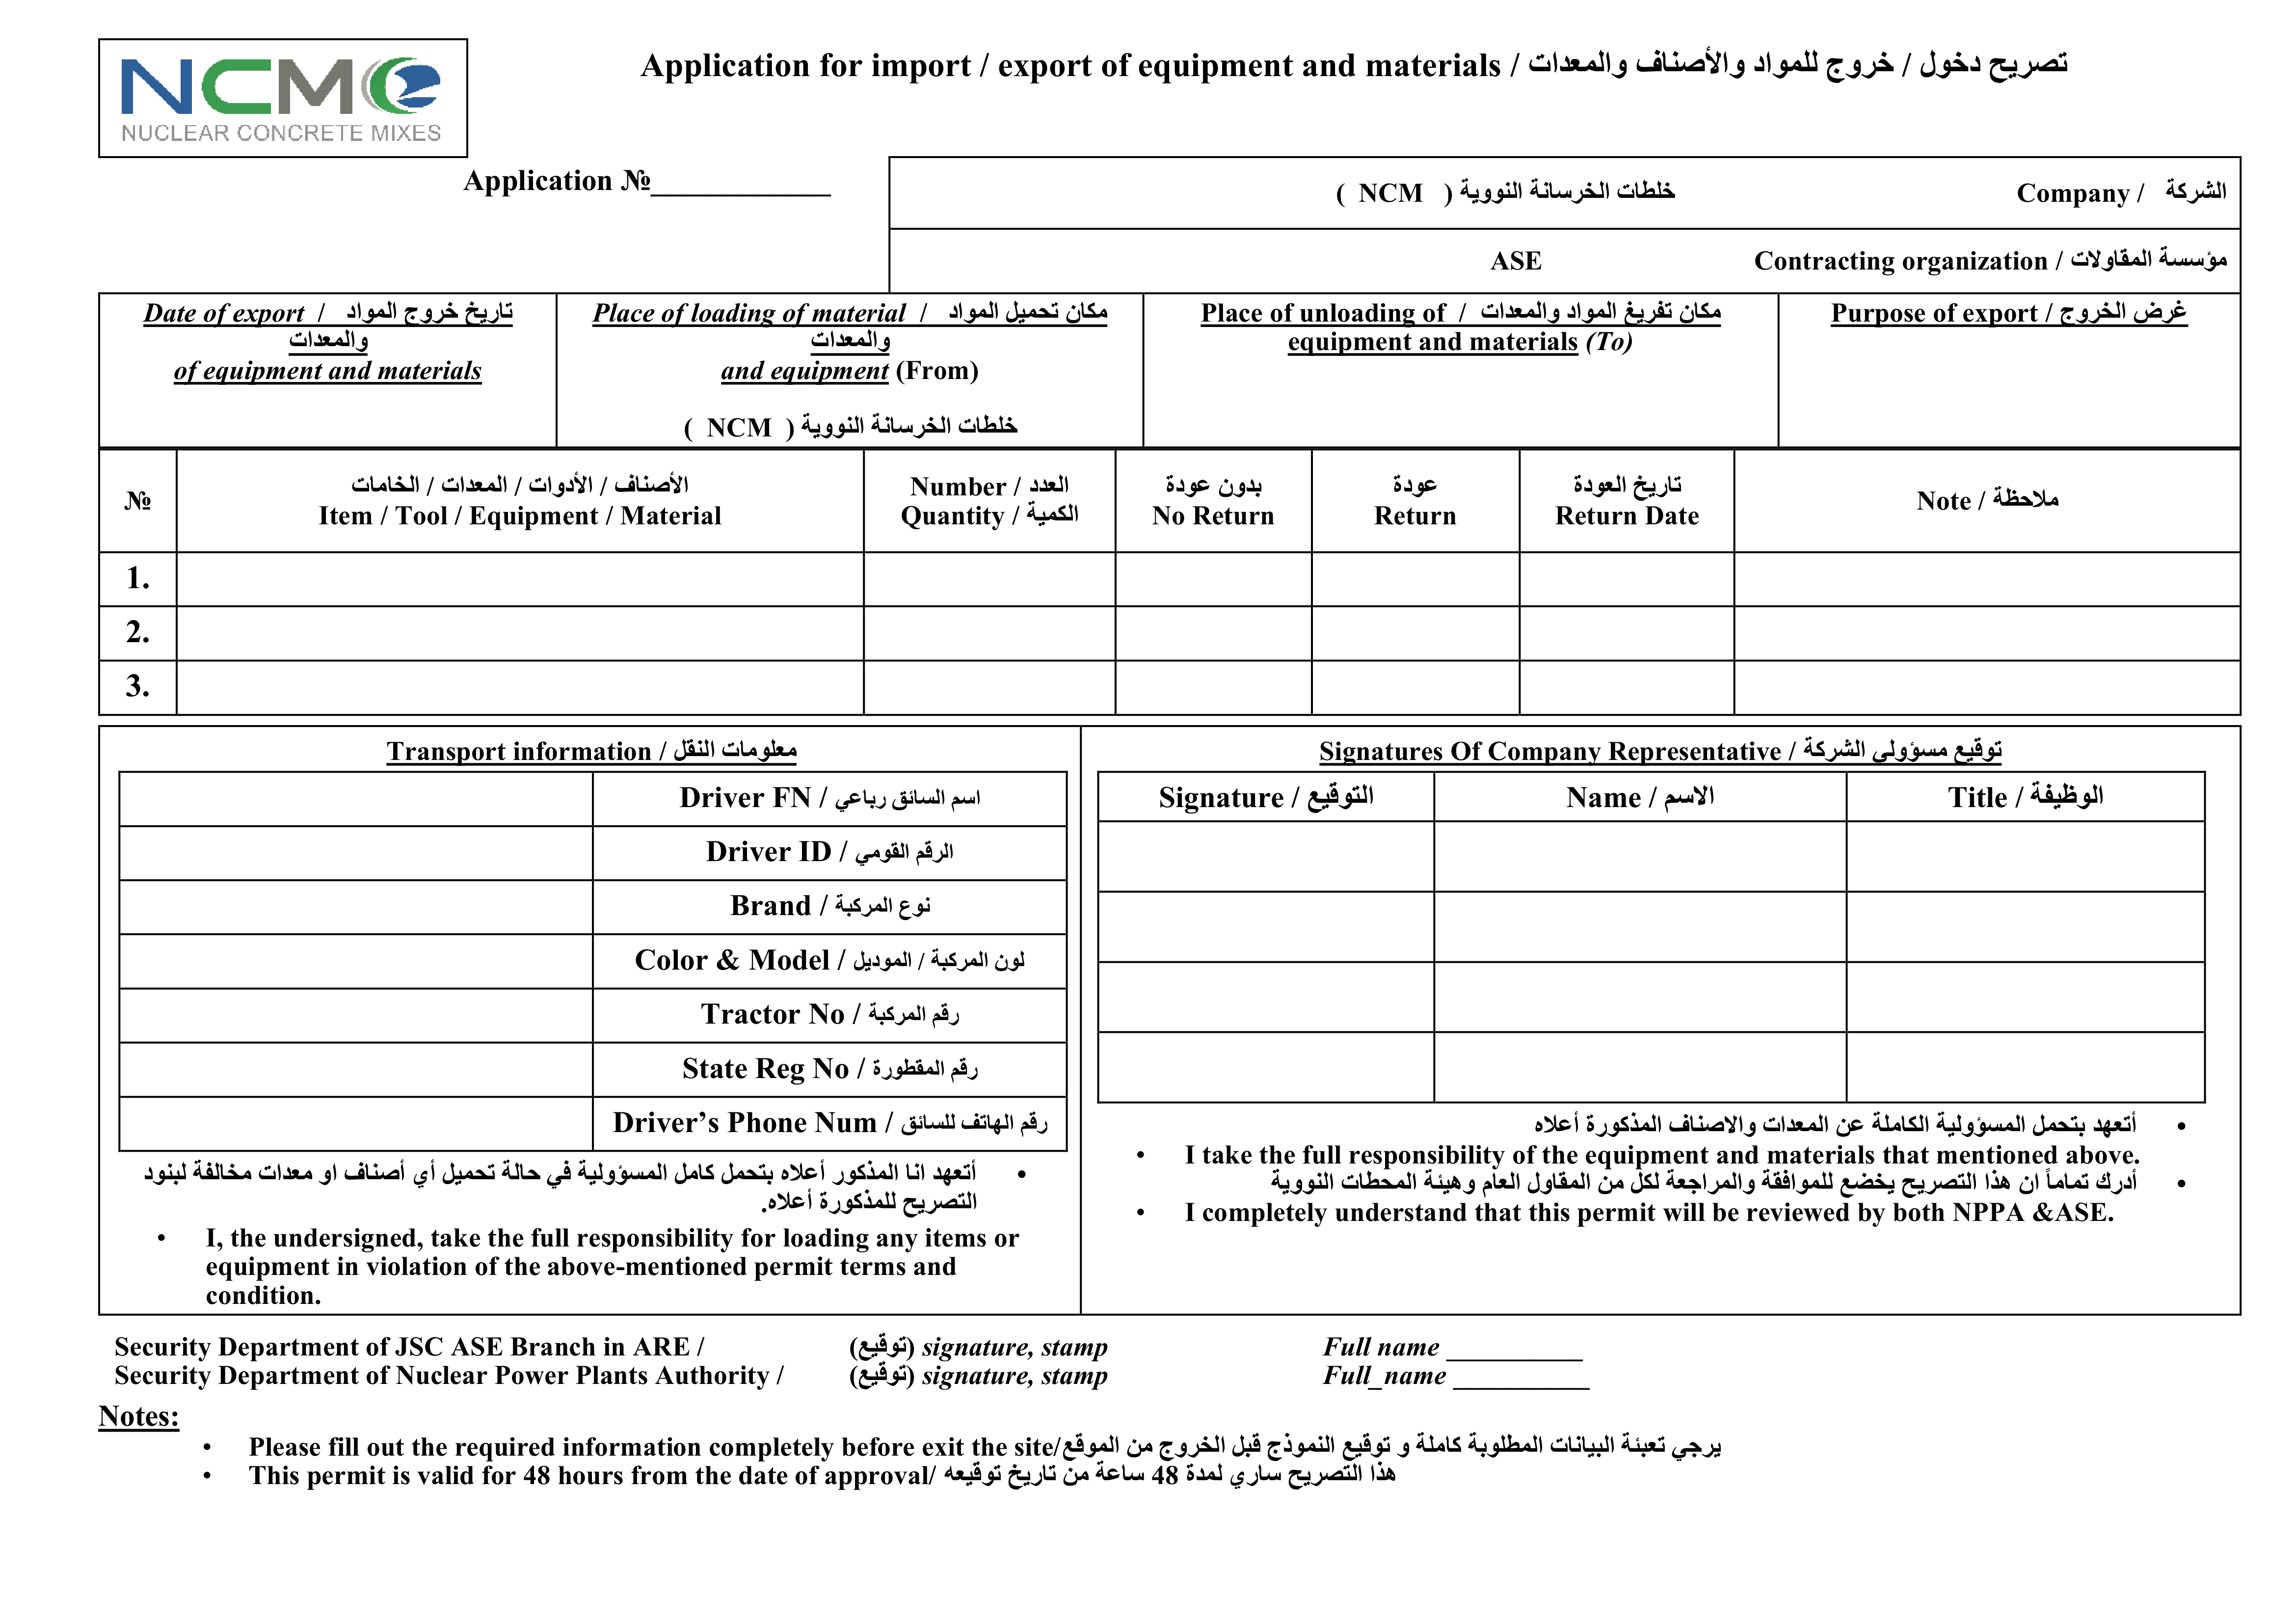 NCM
NUCLEAR CONCRETE MIXES
Application for import / export of equipment and materials / تصريح دخول / خروج للمواد والأصناف والمعدات
Application №____________
Company / الشركة خلطات الخرسانة النووية ( NCM )
Contracting organization / مؤسسة المقاولات ASE
Date of export / تاريخ خروج المواد
والمعدات
of equipment and materials
Place of loading of material / مكان تحميل المواد
والمعدات
and equipment (From)
خلطات الخرسانة النووية ( NCM )
Place of unloading of / مكان تفريغ المواد والمعدات
equipment and materials (To)
Purpose of export / غرض الخروج
№
الأصناف / الأدوات / المعدات / الخامات
Item / Tool / Equipment / Material
Number / العدد
Quantity / الكمية
بدون عودة
No Return
عودة
Return
تاريخ العودة
Return Date
Note / ملاحظة
1.
2.
3.
Transport information / معلومات النقل
Driver FN / اسم السائق رباعي
Driver ID / الرقم القومي
Brand / نوع المركبة
Color & Model / لون المركبة / الموديل
Tractor No / رقم المركبة
State Reg No / رقم المقطورة
Driver’s Phone Num / رقم الهاتف للسائق
• أتعهد انا المذكور أعلاه بتحمل كامل المسؤولية في حالة تحميل أي أصناف او معدات مخالفة لبنود
التصريح للمذكورة أعلاه.
• I, the undersigned, take the full responsibility for loading any items or
equipment in violation of the above-mentioned permit terms and
condition.
Signatures Of Company Representative / توقيع مسؤولي الشركة
Signature / التوقيع
Name / الاسم
Title / الوظيفة
• أتعهد بتحمل المسؤولية الكاملة عن المعدات والاصناف المذكورة أعلاه
• I take the full responsibility of the equipment and materials that mentioned above.
• أدرك تماماً ان هذا التصريح يخضع للموافقة والمراجعة لكل من المقاول العام وهيئة المحطات النووية
• I completely understand that this permit will be reviewed by both NPPA &ASE.
Security Department of JSC ASE Branch in ARE / (توقيع) signature, stamp Full name __________
Security Department of Nuclear Power Plants Authority / (توقيع) signature, stamp Full_name __________
Notes:
• Please fill out the required information completely before exit the site/يرجي تعبئة البيانات المطلوبة كاملة و توقيع النموذج قبل الخروج من الموقع
• This permit is valid for 48 hours from the date of approval/ هذا التصريح ساري لمدة 48 ساعة من تاريخ توقيعه